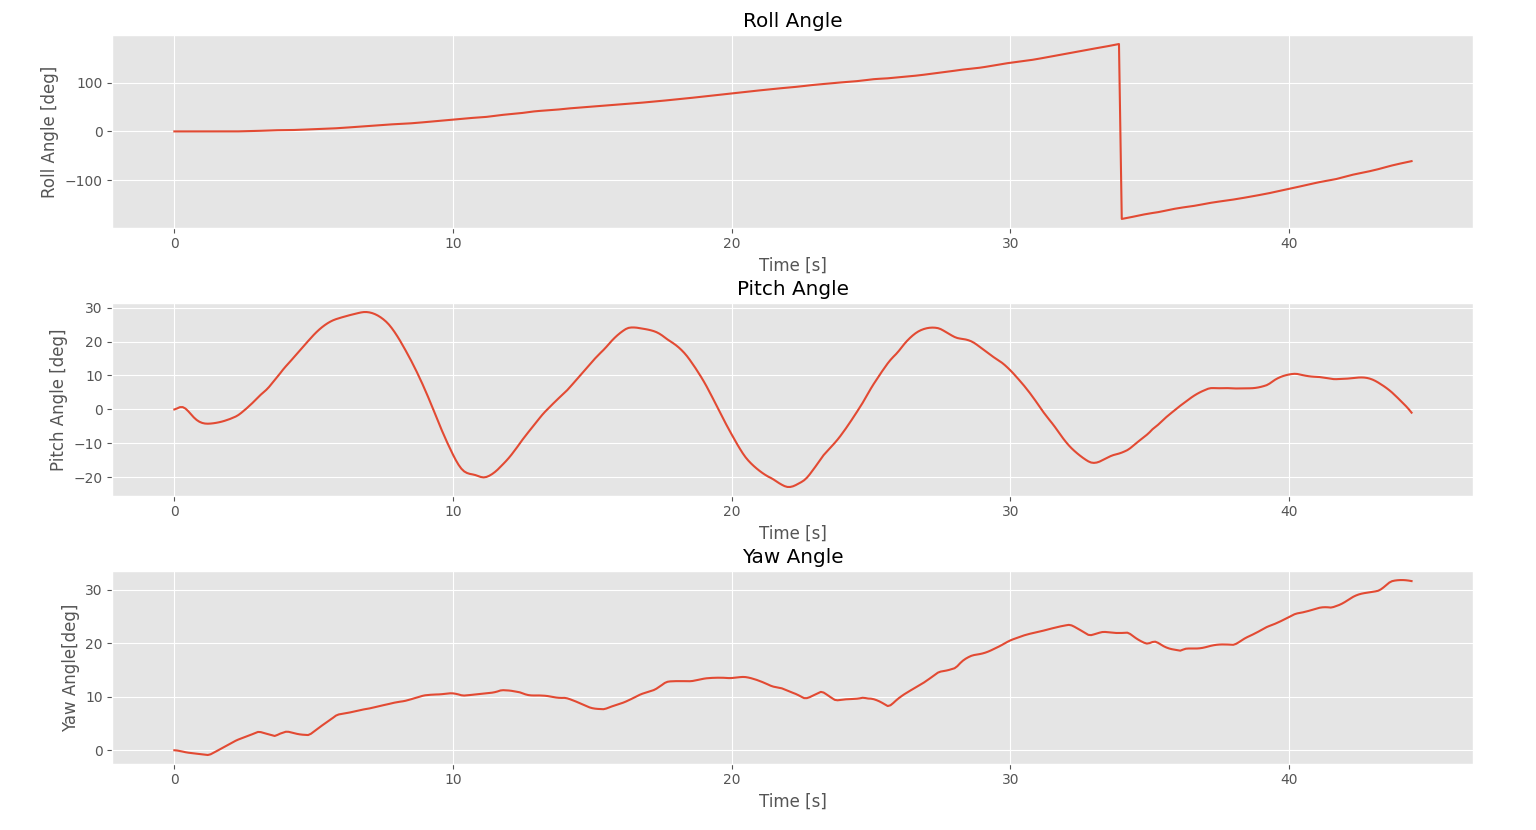 Roll Angle
Roll Angle [deg]
100
0
−100
0 10 20 30 40
Time [s]
Pitch Angle
Pitch Angle [deg]
30
20
10
0
−10
−20
0 10 20 30 40
Time [s]
Yaw Angle
Yaw Angle[deg]
30
20
10
0
0 10 20 30 40
Time [s]